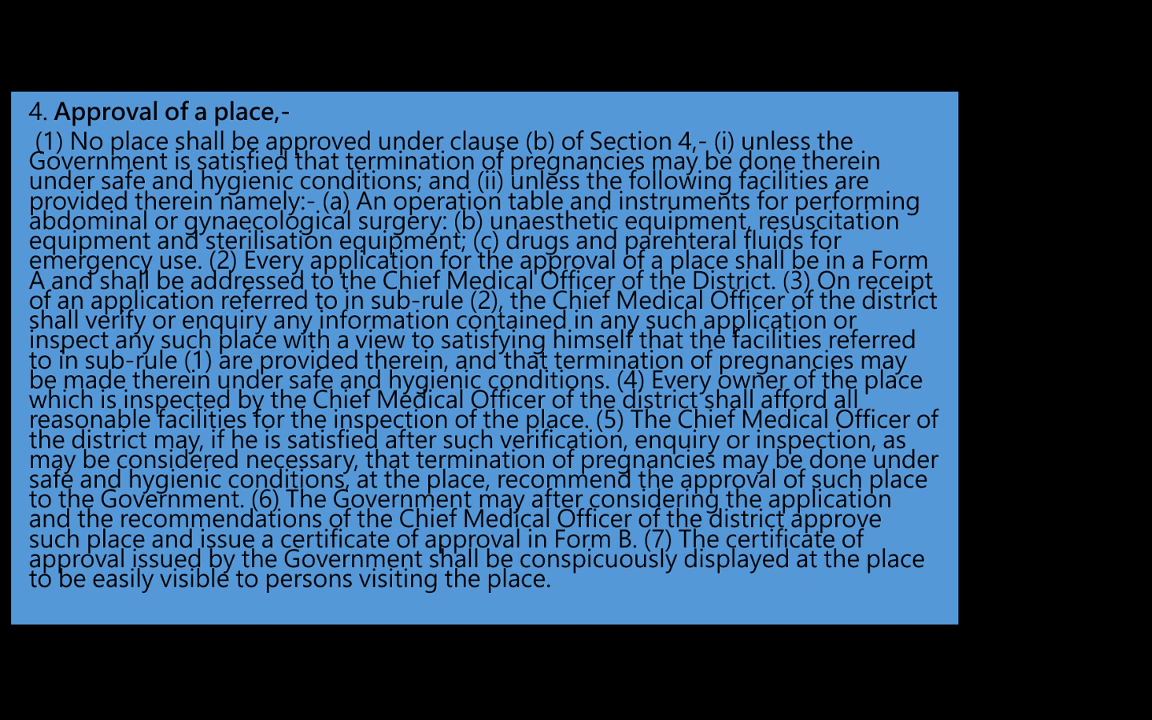 4. Approval of a place,-
(1) No place shall be approved under clause (b) of Section 4,- (i) unless the
Government is satisfied that termination of pregnancies may be done therein
under safe and hygienic conditions; and (ii) unless the following facilities are
provided therein namely:- (a) An operation table and instruments for performing
abdominal or gynaecological surgery: (b) unaesthetic equipment, resuscitation
equipment and sterilisation equipment; (c) drugs and parenteral fluids for
emergency use. (2) Every application for the approval of a place shall be in a Form
A and shall be addressed to the Chief Medical Officer of the District. (3) On receipt
of an application referred to in sub-rule (2), the Chief Medical Officer of the district
shall verify or enquiry any information contained in any such application or
inspect any such place with a view to satisfying himself that the facilities referred
to in sub-rule (1) are provided therein, and that termination of pregnancies may
be made therein under safe and hygienic conditions. (4) Every owner of the place
which is inspected by the Chief Medical Officer of the district shall afford all
reasonable facilities for the inspection of the place. (5) The Chief Medical Officer of
the district may, if he is satisfied after such verification, enquiry or inspection, as
may be considered necessary, that termination of pregnancies may be done under
safe and hygienic conditions, at the place, recommend the approval of such place
to the Government. (6) The Government may after considering the application
and the recommendations of the Chief Medical Officer of the district approve
such place and issue a certificate of approval in Form B. (7) The certificate of
approval issued by the Government shall be conspicuously displayed at the place
to be easily visible to persons visiting the place.